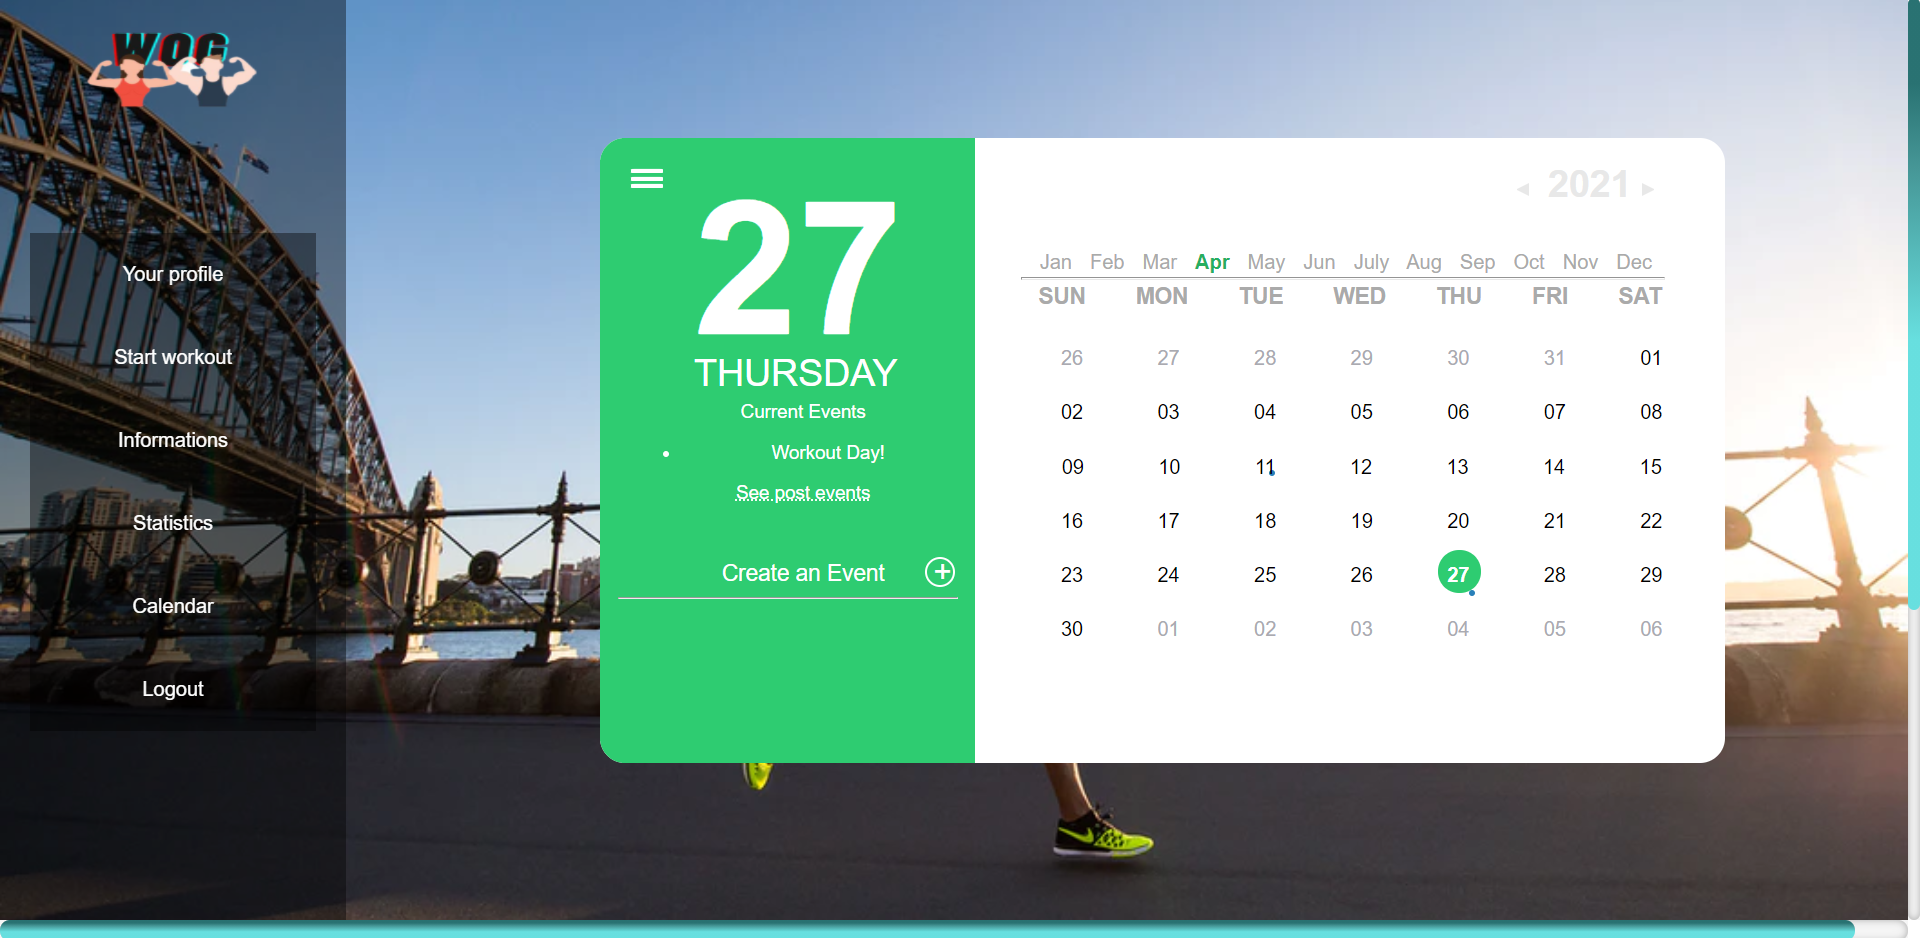 WOG
Your profile
Start workout
Informations
Statistics
Calendar
Logout
27
THURSDAY
Current Events
• Workout Day!
See post events
Create an Event
◄ 2021 ►
Jan Feb Mar Apr May Jun July Aug Sep Oct Nov Dec
SUN MON TUE WED THU FRI SAT
26 27 28 29 30 31 01
02 03 04 05 06 07 08
09 10 11 12 13 14 15
16 17 18 19 20 21 22
23 24 25 26 27 28 29
30 01 02 03 04 05 06